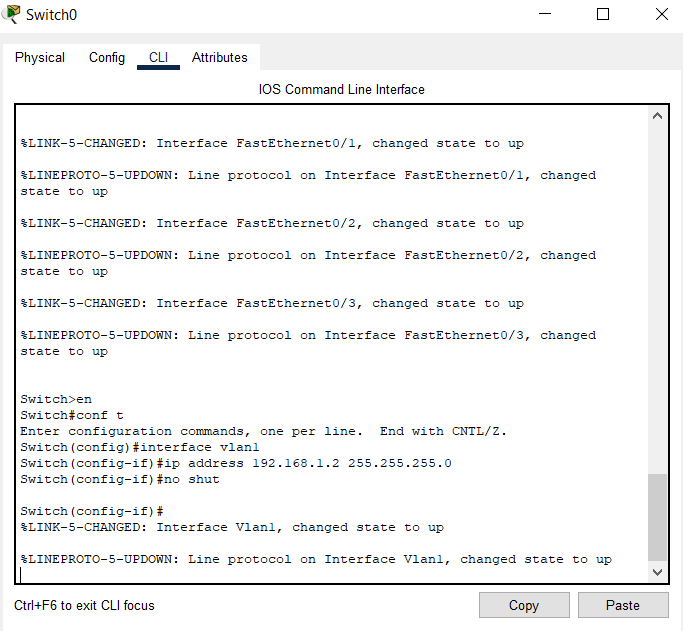 Switch0
Physical Config CLI Attributes
IOS Command Line Interface
%LINK-5-CHANGED: Interface FastEthernet0/1, changed state to up
%LINEPROTO-5-UPDOWN: Line protocol on Interface FastEthernet0/1, changed
state to up
%LINK-5-CHANGED: Interface FastEthernet0/2, changed state to up
%LINEPROTO-5-UPDOWN: Line protocol on Interface FastEthernet0/2, changed
state to up
%LINK-5-CHANGED: Interface FastEthernet0/3, changed state to up
%LINEPROTO-5-UPDOWN: Line protocol on Interface FastEthernet0/3, changed
state to up
Switch>en
Switch#conf t
Enter configuration commands, one per line.  End with CNTL/Z.
Switch(config)#interface vlan1
Switch(config-if)#ip address 192.168.1.2 255.255.255.0
Switch(config-if)#no shut
Switch(config-if)#
%LINK-5-CHANGED: Interface Vlan1, changed state to up
%LINEPROTO-5-UPDOWN: Line protocol on Interface Vlan1, changed state to up
Ctrl+F6 to exit CLI focus
Copy Paste